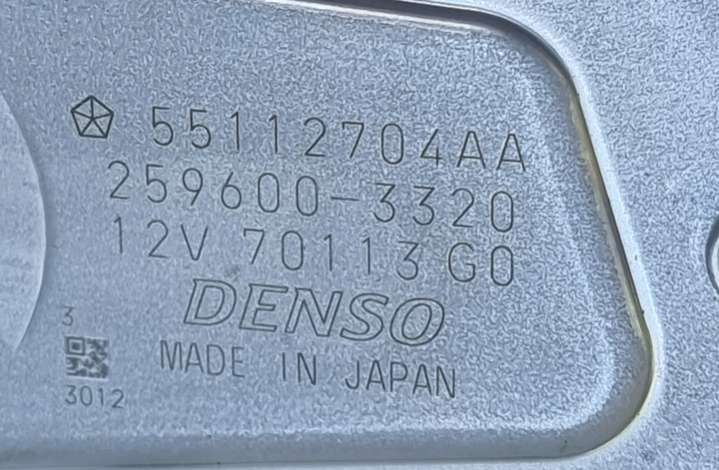 55112704AA
259600-3320
12V 70113 G0
DENSO
3
MADE IN JAPAN
3012